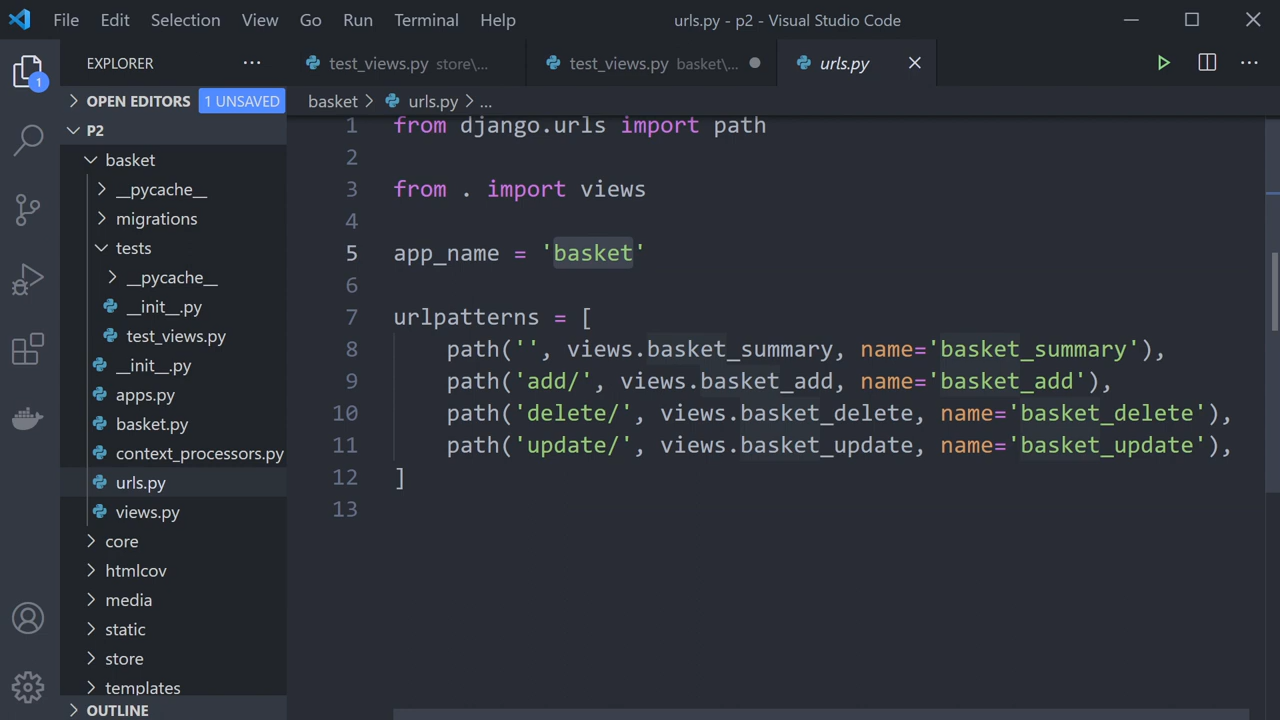 File Edit Selection View Go Run Terminal Help urls.py - p2 - Visual Studio Code
EXPLORER ... test_views.py store\... test_views.py basket\... urls.py
OPEN EDITORS 1 UNSAVED
basket > urls.py > ...
P2
basket
__pycache__
migrations
tests
__pycache__
__init__.py
test_views.py
__init__.py
apps.py
basket.py
context_processors.py
urls.py
views.py
core
htmlcov
media
static
store
templates
OUTLINE
1
1 from django.urls import path
2
3 from . import views
4
5 app_name = 'basket'
6
7 urlpatterns = [
8 path('', views.basket_summary, name='basket_summary'),
9 path('add/', views.basket_add, name='basket_add'),
10 path('delete/', views.basket_delete, name='basket_delete'),
11 path('update/', views.basket_update, name='basket_update'),
12 ]
13